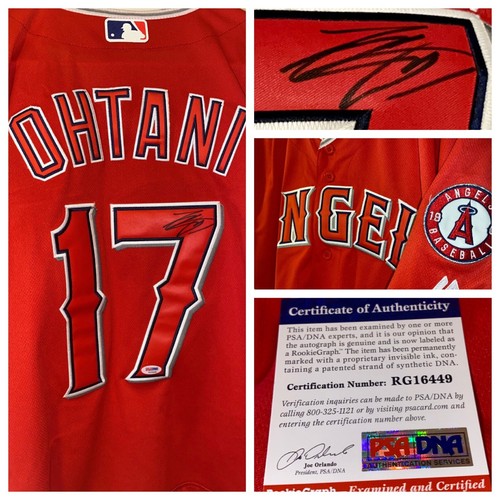 OHTANI
17
NGEL
ANGELS
BASEBALL
Certificate of Authenticity
This item has been examined by one or more
PSA/DNA experts, and it is our opinion that
the autograph is genuine and is now labeled as
a RookieGraph.™ The item has been permanently
marked with a proprietary invisible ink, con-
taining a patented strand of synthetic DNA.
Certification Number: RG16449
Verification inquiries can be made to PSA/DNA by
calling 800-325-1121 or by visiting psacard.com and
entering the certification number above.
Joe Orlando
President, PSA/DNA
PSA DNA
AUTHENTICATION SERVICES
RookieGraph Examined and Certified